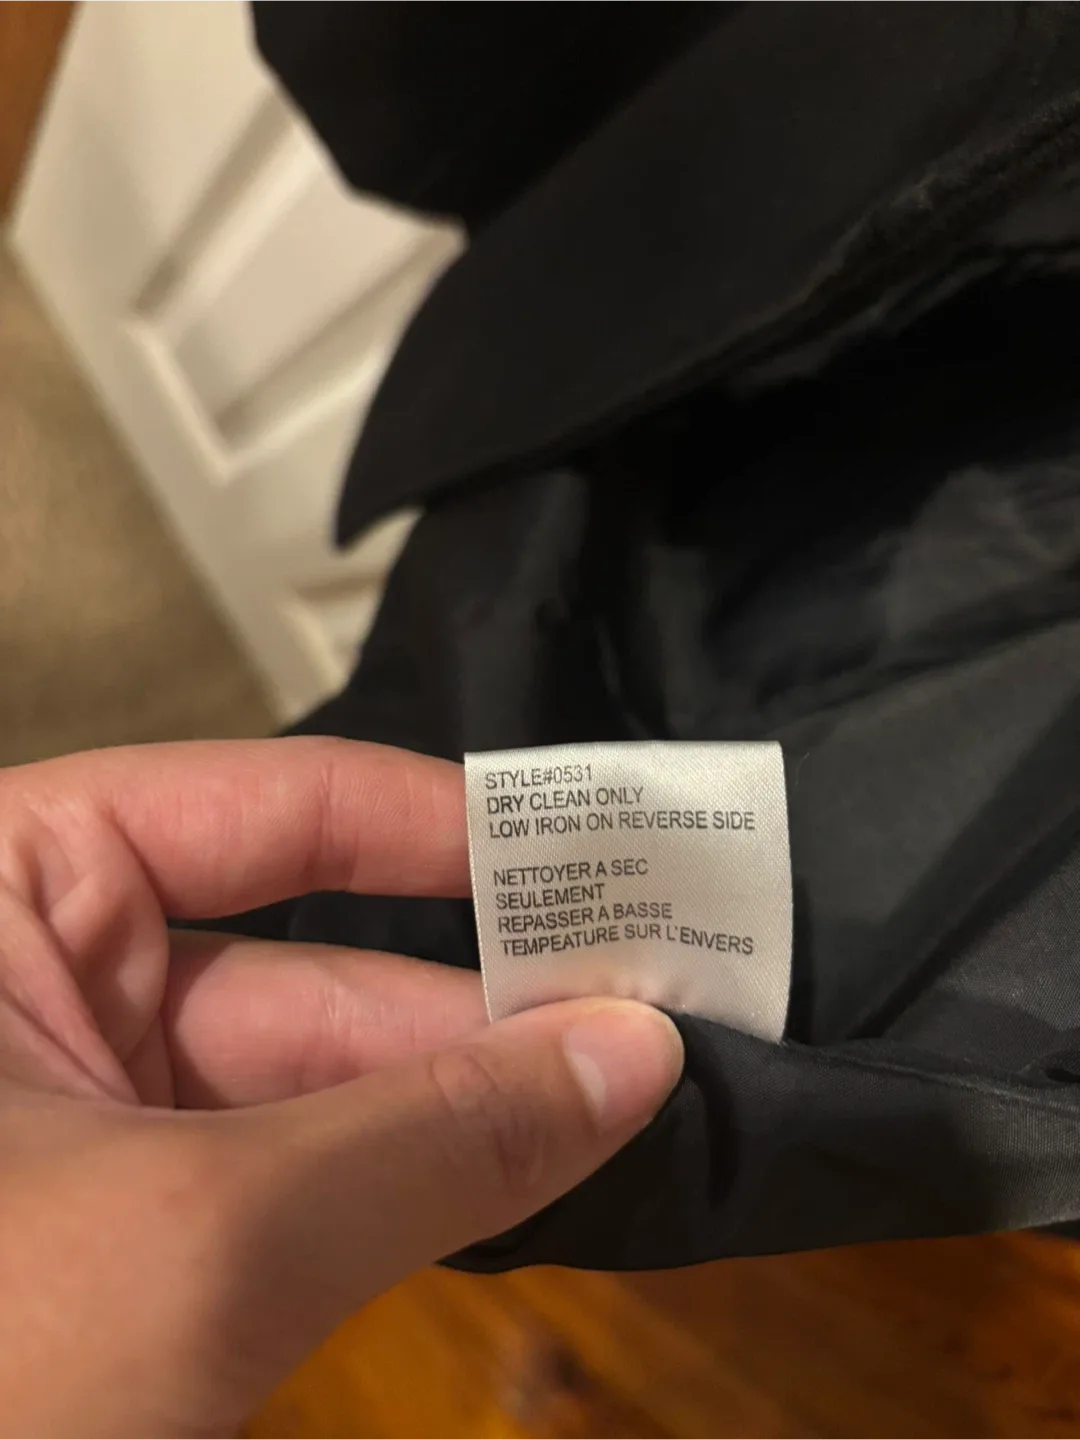 STYLE#0531
DRY CLEAN ONLY
LOW IRON ON REVERSE SIDE
NETTOYER A SEC
SEULEMENT
REPASSER A BASSE
TEMPEATURE SUR L'ENVERS